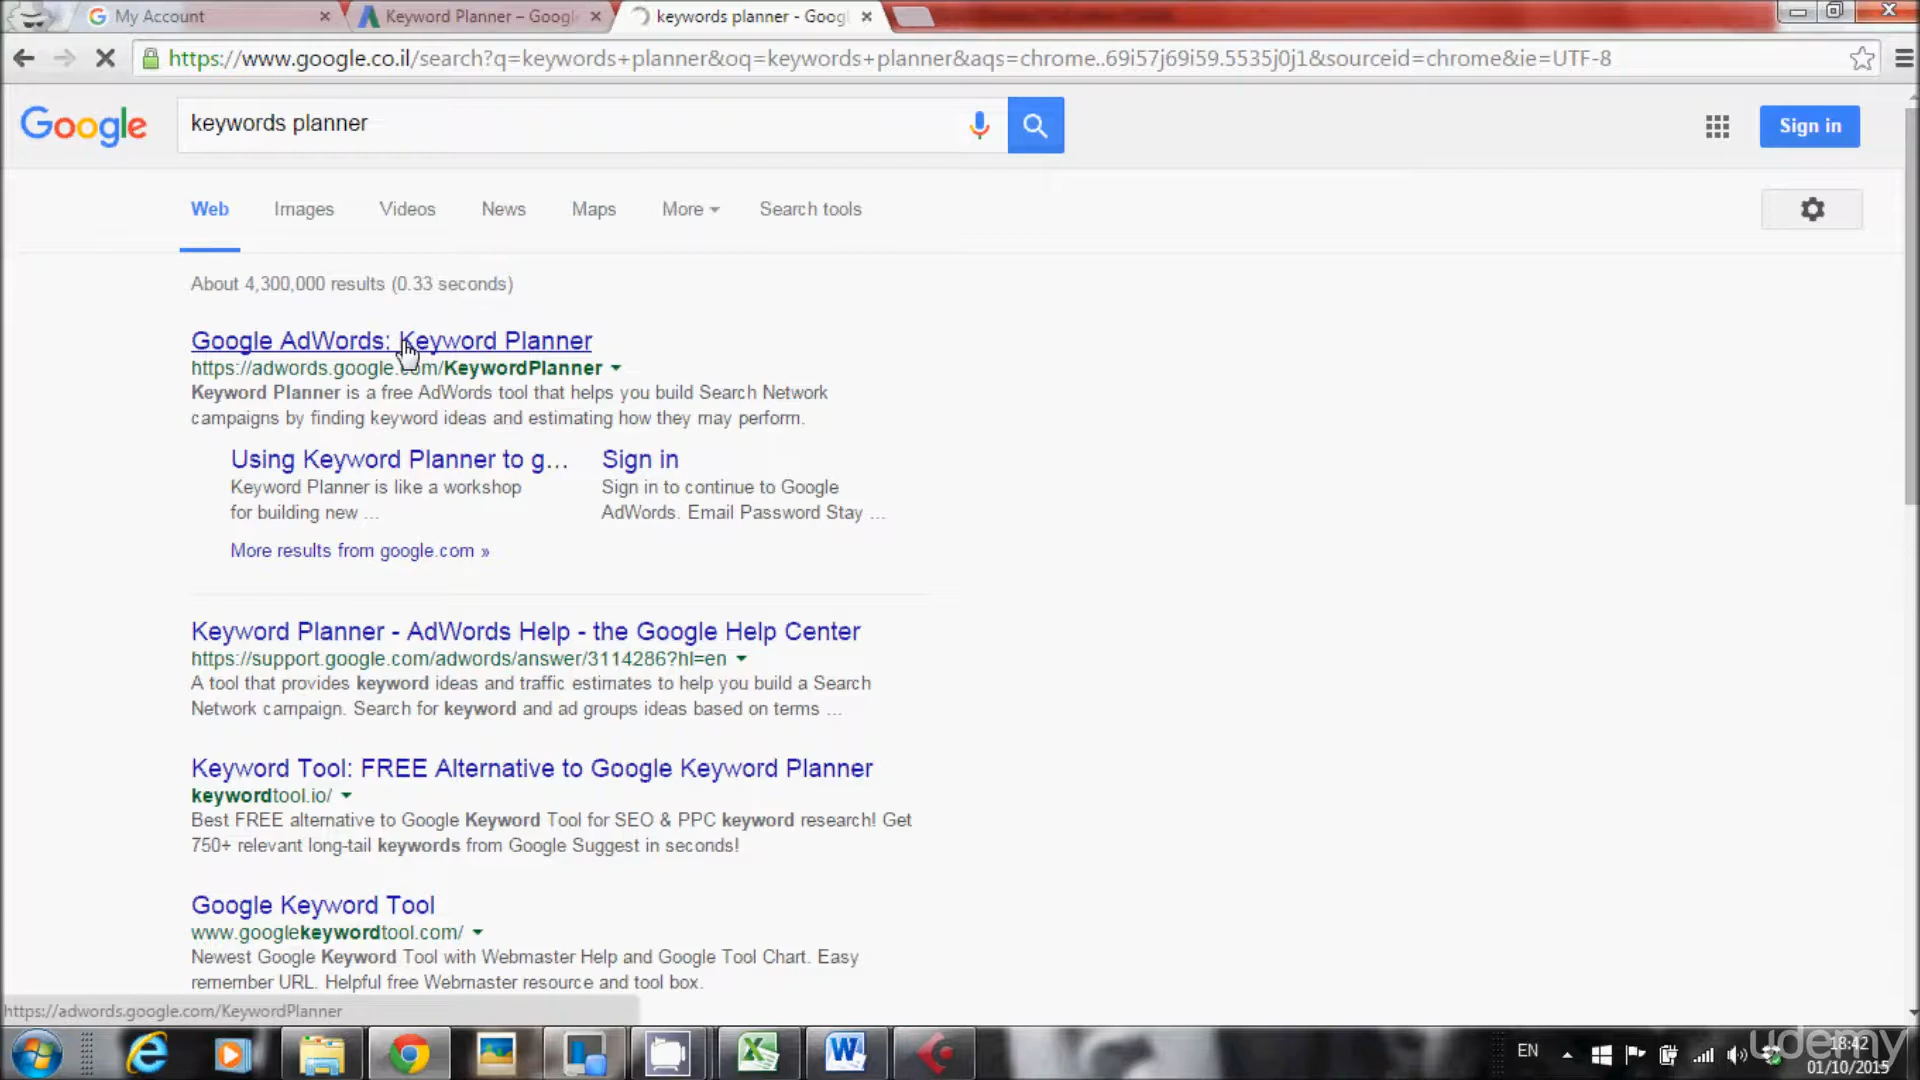 My Account
Keyword Planner – Googl
keywords planner - Googl
https://www.google.co.il/search?q=keywords+planner&oq=keywords+planner&aqs=chrome..69i57j69i59.5535j0j1&sourceid=chrome&ie=UTF-8
Google
keywords planner
Sign in
Web Images Videos News Maps More Search tools
About 4,300,000 results (0.33 seconds)
Google AdWords: Keyword Planner
https://adwords.google.com/KeywordPlanner
Keyword Planner is a free AdWords tool that helps you build Search Network
campaigns by finding keyword ideas and estimating how they may perform.
Using Keyword Planner to g... Sign in
Keyword Planner is like a workshop Sign in to continue to Google
for building new ... AdWords. Email Password Stay ...
More results from google.com »
Keyword Planner - AdWords Help - the Google Help Center
https://support.google.com/adwords/answer/3114286?hl=en
A tool that provides keyword ideas and traffic estimates to help you build a Search
Network campaign. Search for keyword and ad groups ideas based on terms ...
Keyword Tool: FREE Alternative to Google Keyword Planner
keywordtool.io/
Best FREE alternative to Google Keyword Tool for SEO & PPC keyword research! Get
750+ relevant long-tail keywords from Google Suggest in seconds!
Google Keyword Tool
www.googlekeywordtool.com/
Newest Google Keyword Tool with Webmaster Help and Google Tool Chart. Easy
remember URL. Helpful free Webmaster resource and tool box.
https://adwords.google.com/KeywordPlanner
EN
18:42
01/10/2015
udemy